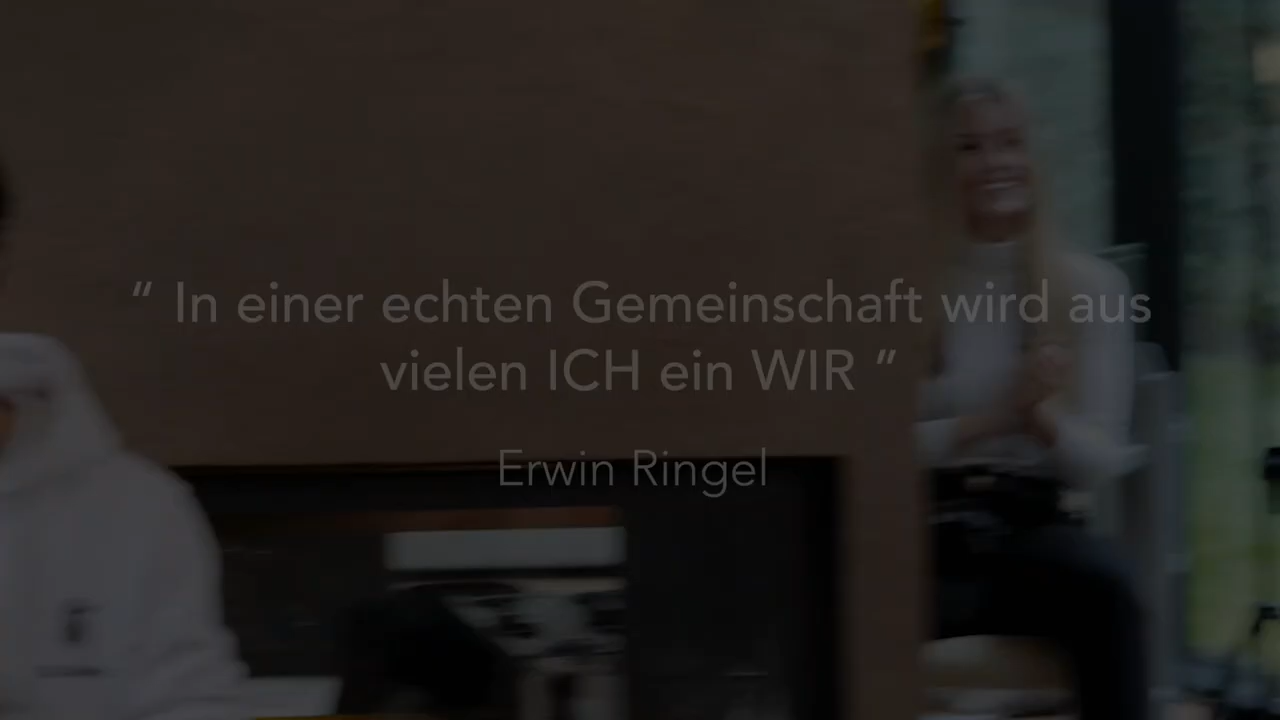 “ In einer echten Gemeinschaft wird aus
vielen ICH ein WIR ”
Erwin Ringel